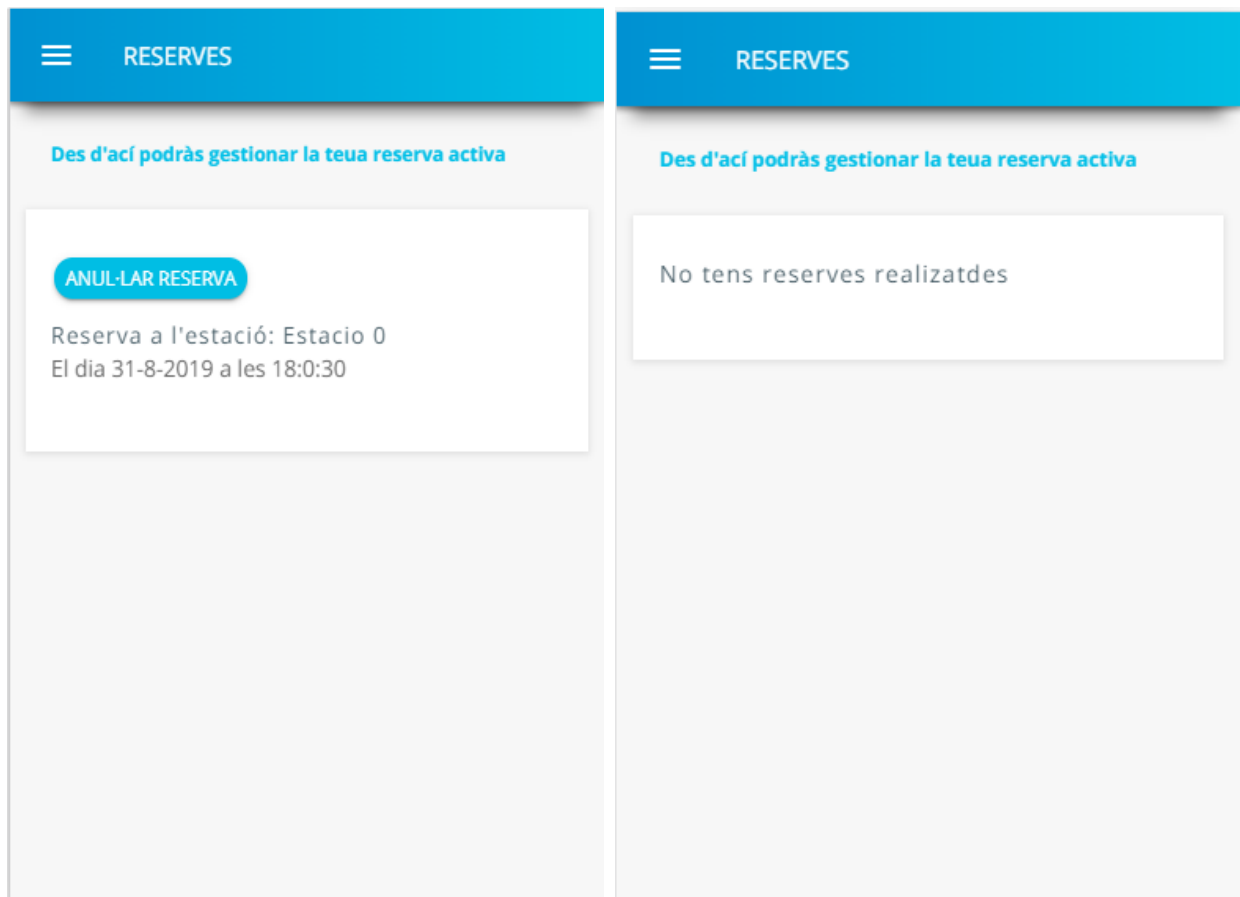 RESERVES
Des d'ací podràs gestionar la teua reserva activa
ANUL·LAR RESERVA
Reserva a l'estació: Estacio 0
El dia 31-8-2019 a les 18:0:30
RESERVES
Des d'ací podràs gestionar la teua reserva activa
No tens reserves realizatdes